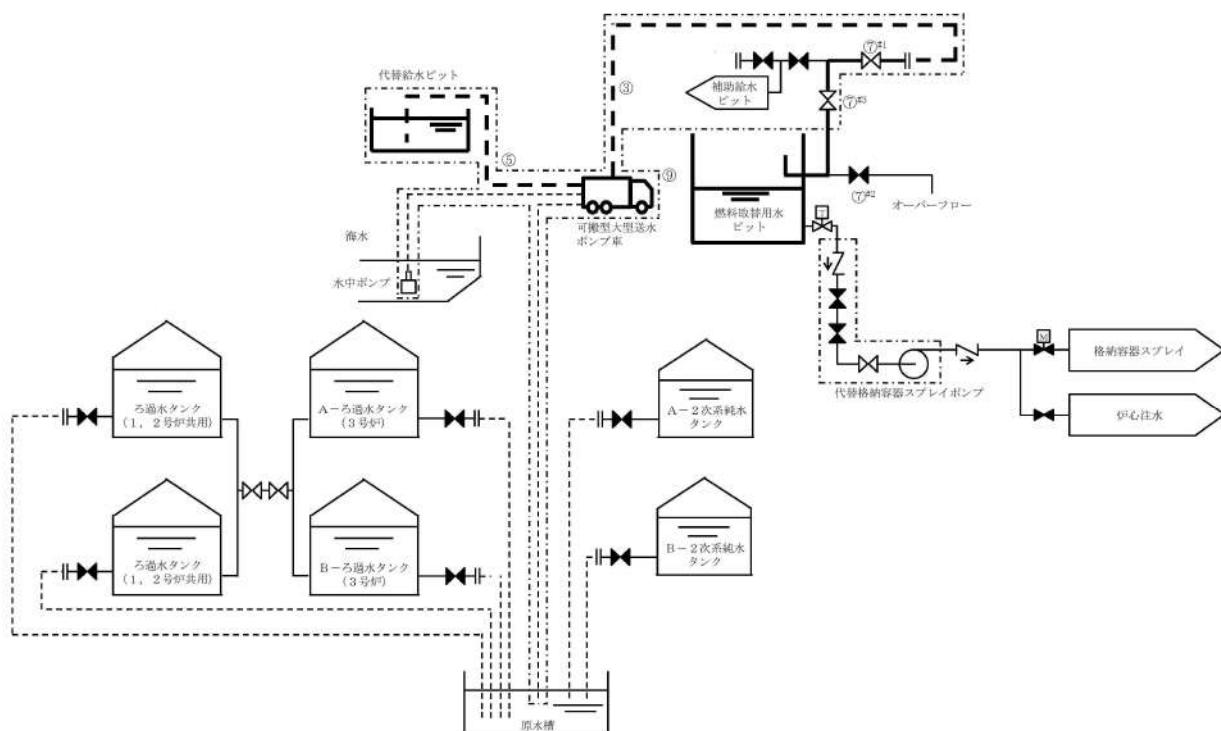 ⑦#1
代替給水ピット
③
補助給水
ピット
⑦#3
⑤
⑨
⑦#2
オーバーフロー
燃料取替用水
ピット
可搬型大型送水
ポンプ車
海水
水中ポンプ
M
格納容器スプレイ
代替格納容器スプレイポンプ
炉心注水
ろ過水タンク
(1,2号炉共用)
A-ろ過水タンク
(3号炉)
A-2次系純水
タンク
ろ過水タンク
(1,2号炉共用)
B-ろ過水タンク
(3号炉)
B-2次系純水
タンク
原水槽